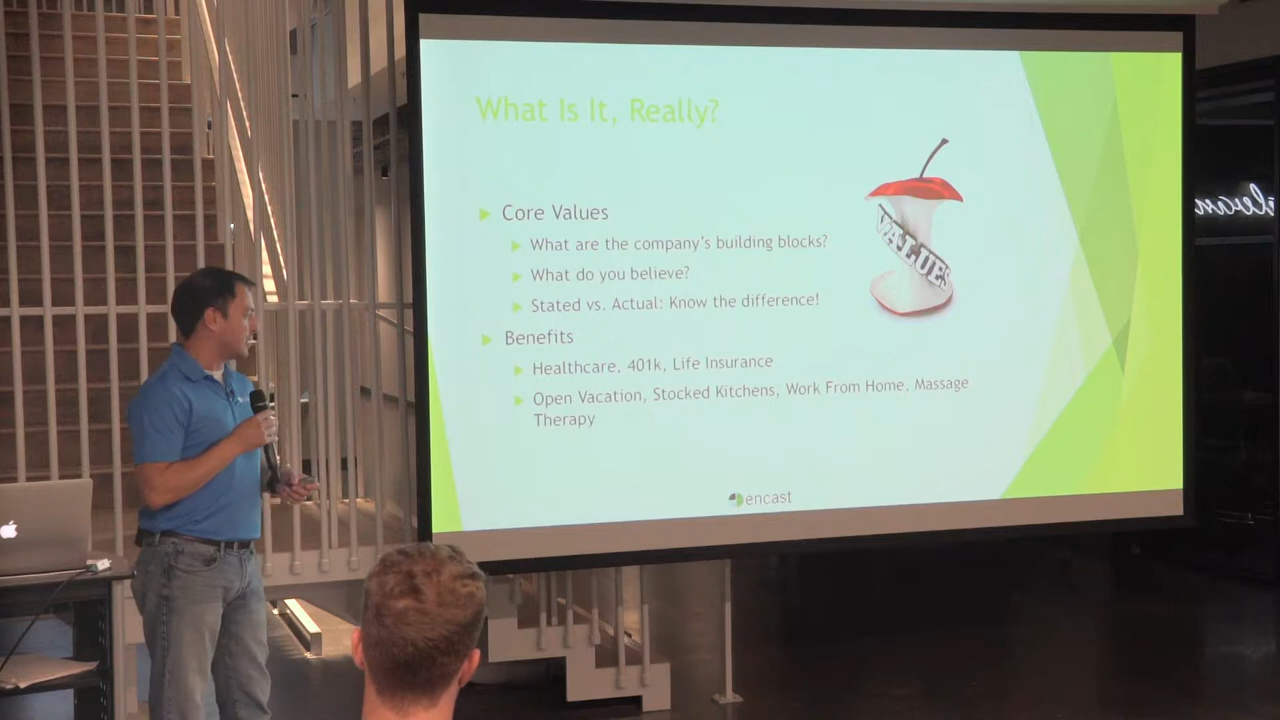 What Is It, Really?
Core Values
What are the company's building blocks?
What do you believe?
Stated vs. Actual: Know the difference!
Benefits
Healthcare, 401k, Life Insurance
Open Vacation, Stocked Kitchens, Work From Home, Massage
Therapy
VALUES
encast